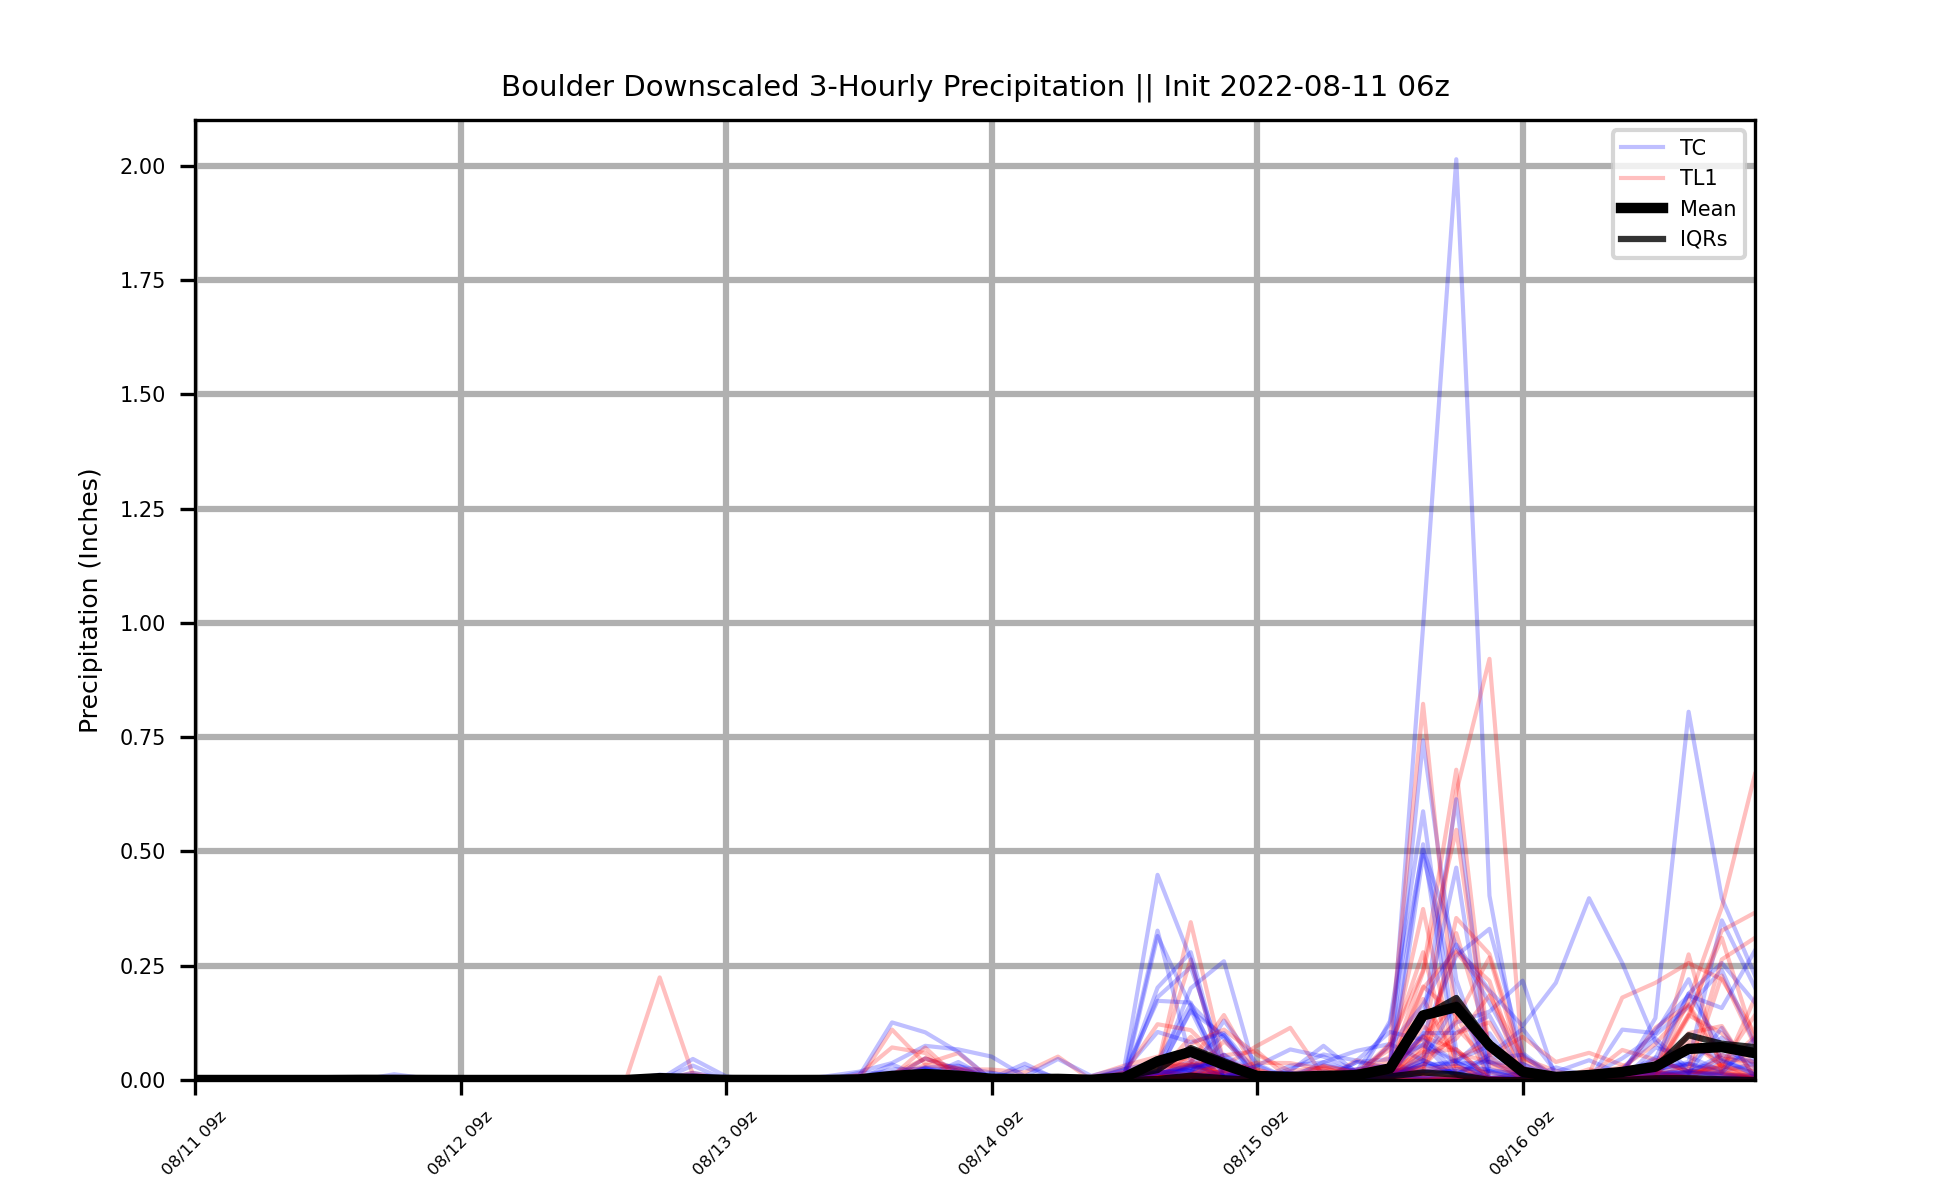 Boulder Downscaled 3-Hourly Precipitation || Init 2022-08-11 06z
TC
TL1
Mean
IQRs
Precipitation (Inches)
2.00
1.75
1.50
1.25
1.00
0.75
0.50
0.25
0.00
08/11 09z
08/12 09z
08/13 09z
08/14 09z
08/15 09z
08/16 09z